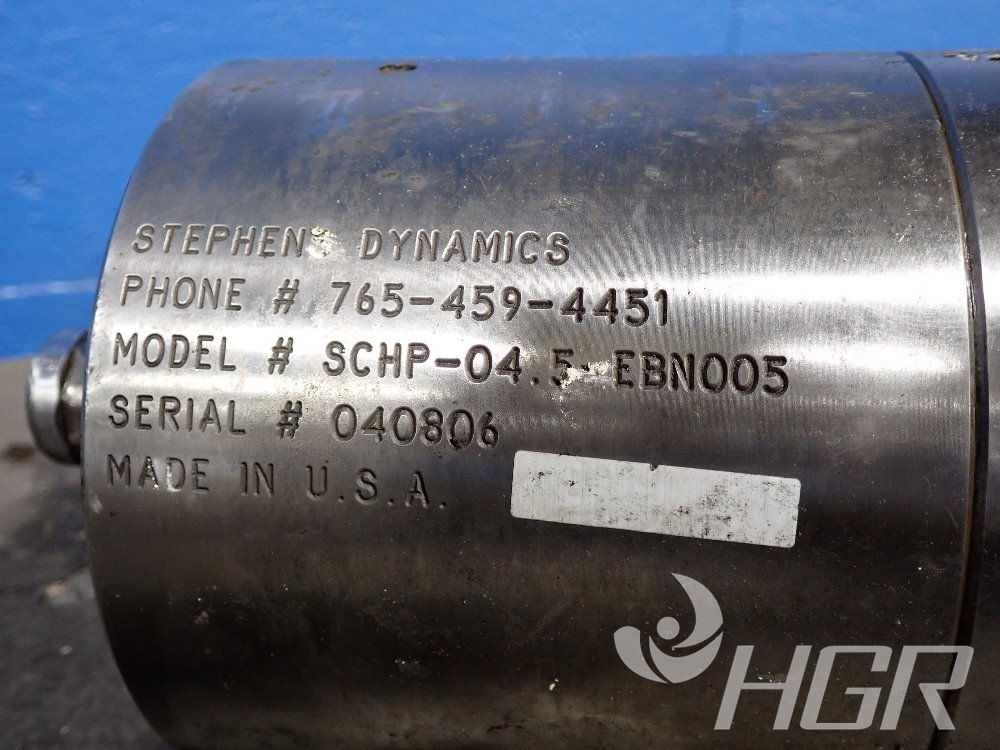 STEPHENS DYNAMICS
PHONE # 765-459-4451
MODEL # SCHP-04.5-EBN005
SERIAL # 040806
MADE IN U.S.A.
HGR